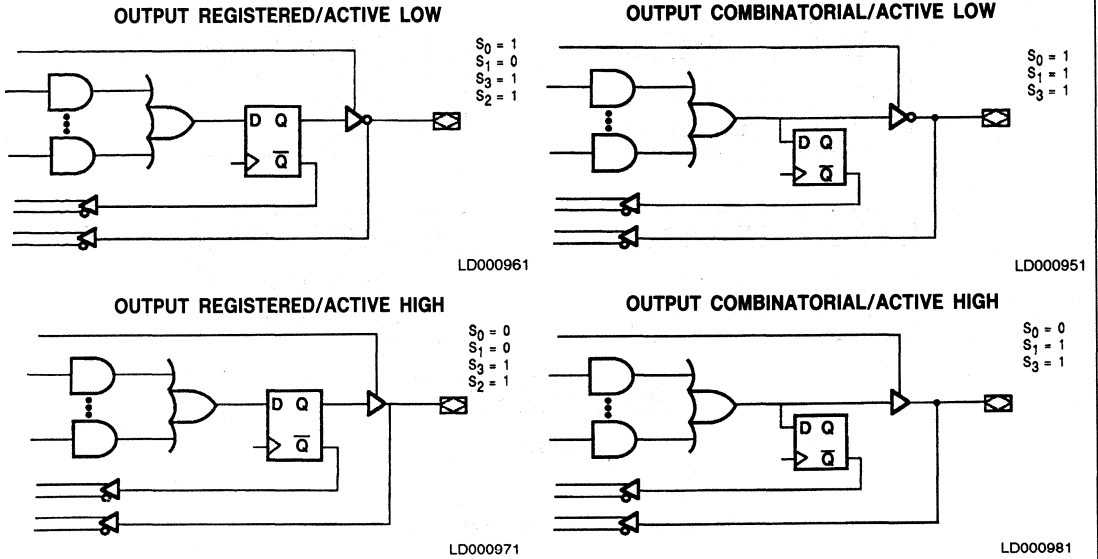 OUTPUT REGISTERED/ACTIVE LOW
S₀ = 1
S₁ = 0
S₃ = 1
S₂ = 1
D Q
Q̅
LD000961
OUTPUT COMBINATORIAL/ACTIVE LOW
S₀ = 1
S₁ = 1
S₃ = 1
D Q
Q̅
LD000951
OUTPUT REGISTERED/ACTIVE HIGH
S₀ = 0
S₁ = 0
S₃ = 1
S₂ = 1
D Q
Q̅
LD000971
OUTPUT COMBINATORIAL/ACTIVE HIGH
S₀ = 0
S₁ = 1
S₃ = 1
D Q
Q̅
LD000981